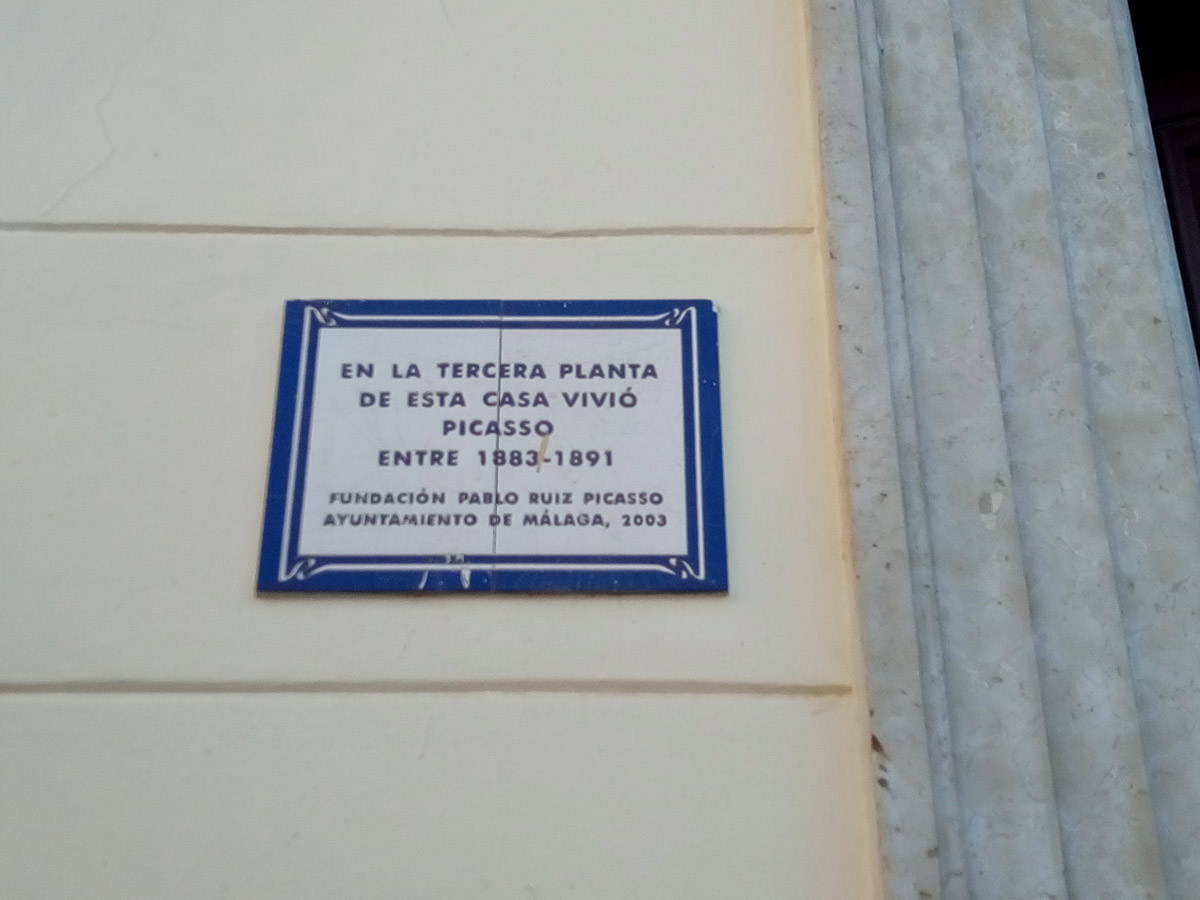 EN LA TERCERA PLANTA
DE ESTA CASA VIVIÓ
PICASSO
ENTRE 1883-1891
FUNDACIÓN PABLO RUIZ PICASSO
AYUNTAMIENTO DE MÁLAGA, 2003